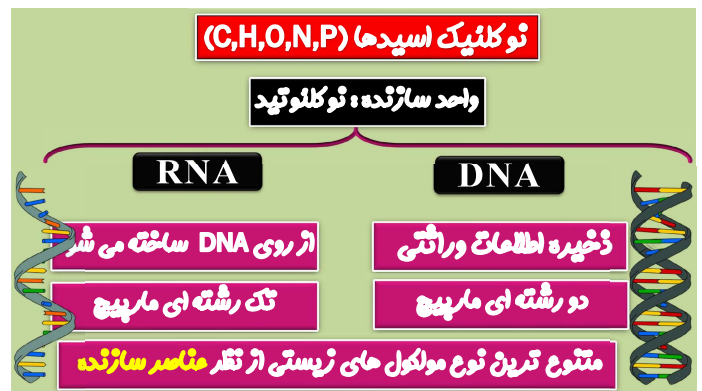 نوکلئیک اسیدها (C,H,O,N,P)
واحد سازنده : نوکلئوتید
DNA
RNA
ذخیره اطلاعات وراثتی
از روی DNA ساخته می شو
دو رشته ای مارپیچ
تک رشته ای مارپیچ
متنوع ترین نوع مولکول های زیستی از نظر عناصر سازنده